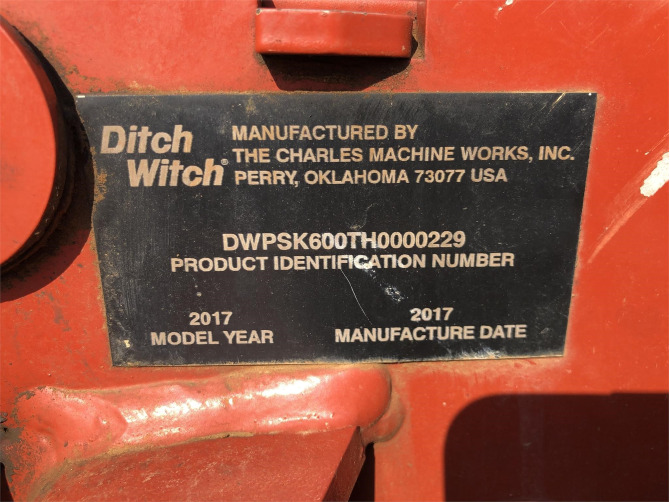 Ditch Witch®
MANUFACTURED BY
THE CHARLES MACHINE WORKS, INC.
PERRY, OKLAHOMA 73077 USA
DWPSK600TH0000229
PRODUCT IDENTIFICATION NUMBER
2017
MODEL YEAR
2017
MANUFACTURE DATE